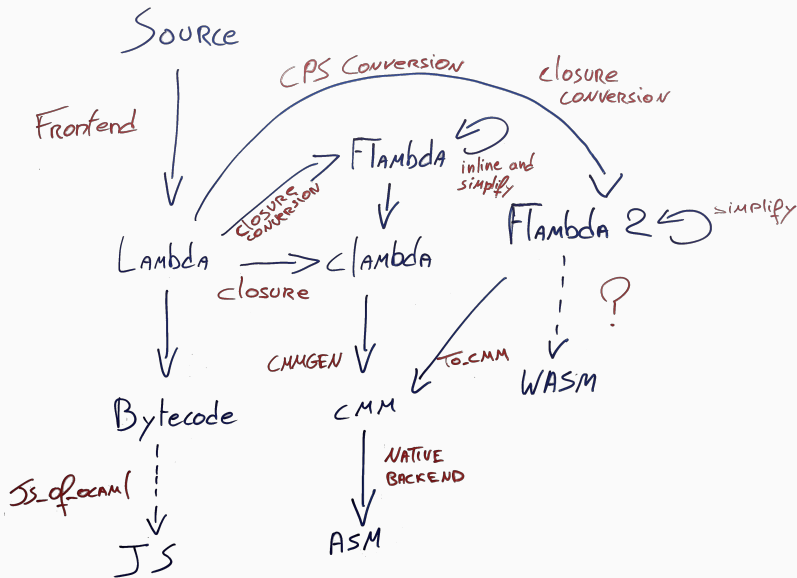 SOURCE
CPS CONVERSION
CLOSURE
CONVERSION
Frontend
Flambda
inline and
simplify
CLOSURE
CONVERSION
Flambda 2
simplify
LAMBdA
Clambda
CLOSURE
?
CMMGEN
TO_CMM
WASM
Bytecode
CMM
NATIVE
BACKEND
JS_of_ocaml
JS
ASM